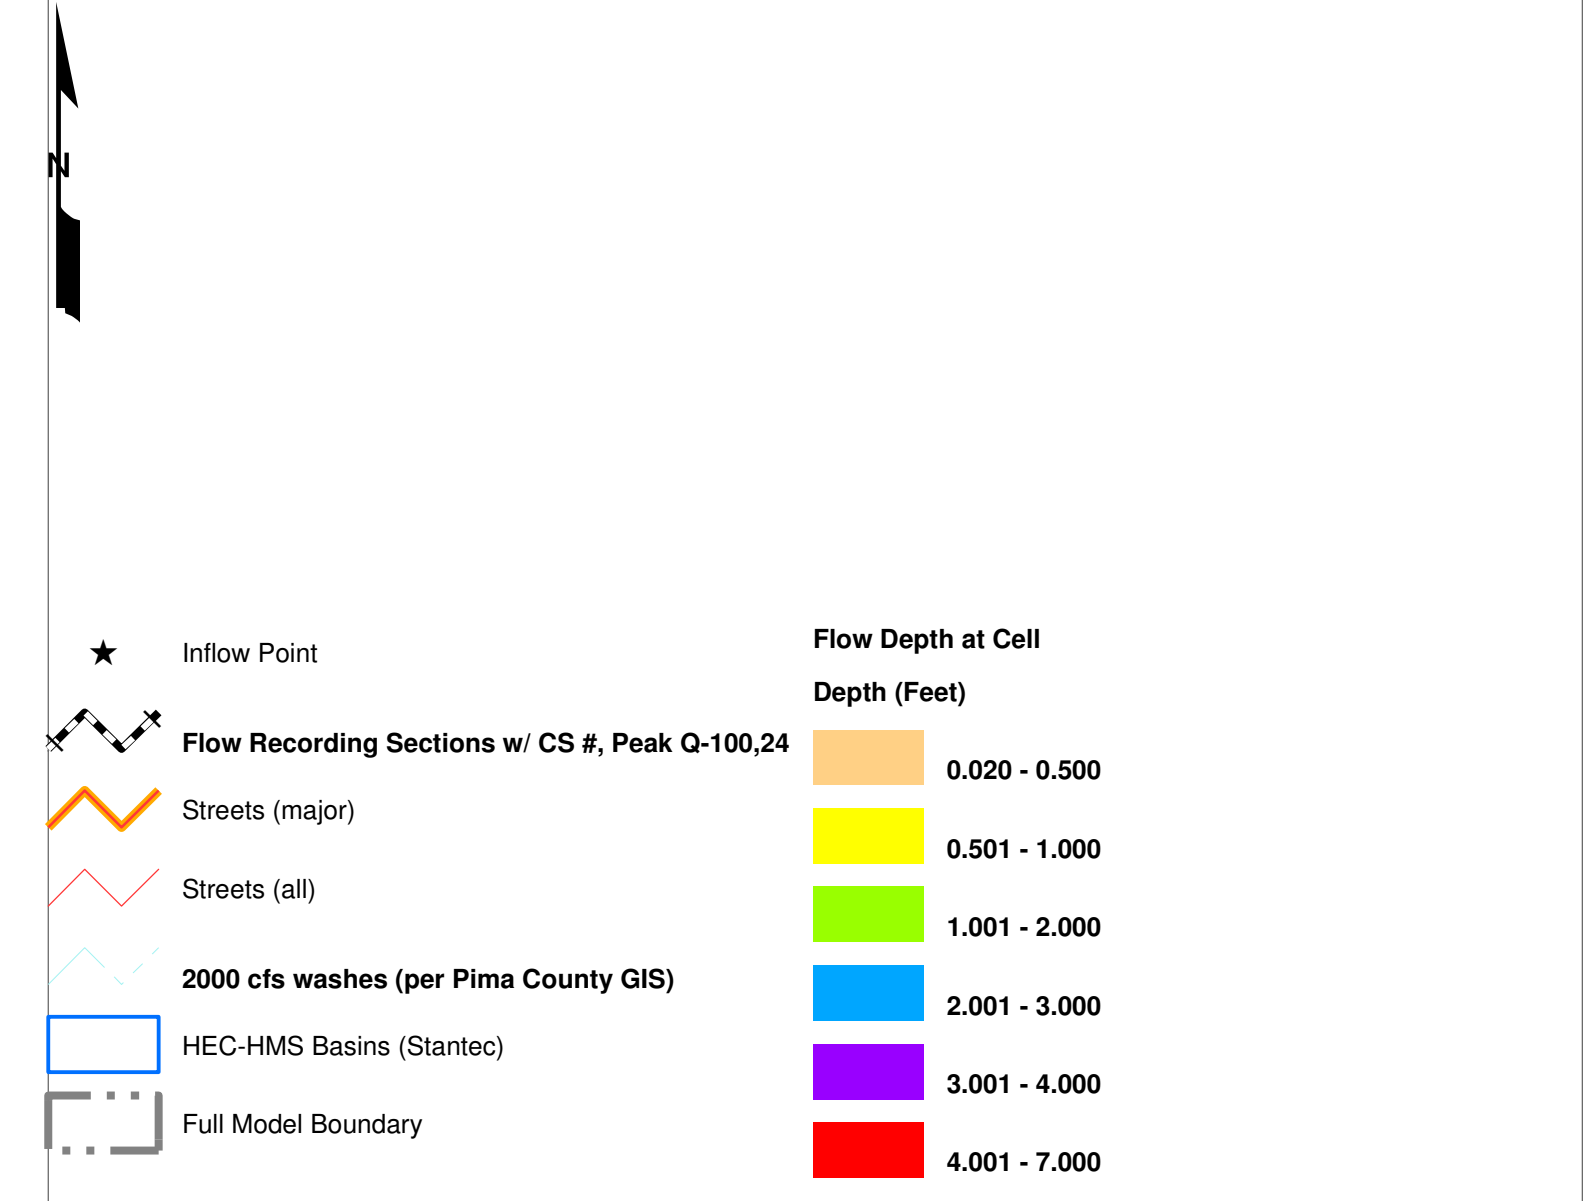 N
Inflow Point
Flow Recording Sections w/ CS #, Peak Q-100,24
Streets (major)
Streets (all)
2000 cfs washes (per Pima County GIS)
HEC-HMS Basins (Stantec)
Full Model Boundary
Flow Depth at Cell
Depth (Feet)
0.020 - 0.500
0.501 - 1.000
1.001 - 2.000
2.001 - 3.000
3.001 - 4.000
4.001 - 7.000